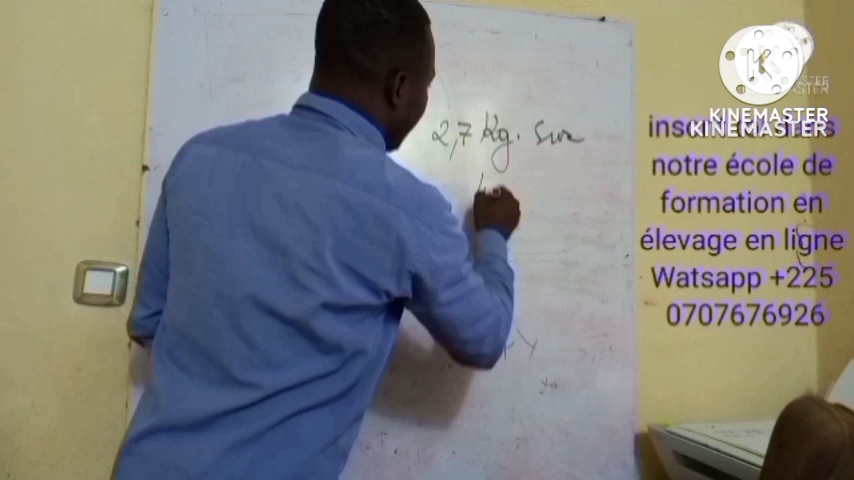 2,7 Kg. sur
KINEMASTER
KINEMASTER
notre école de
formation en
élevage en ligne
Watsapp +225
0707676926